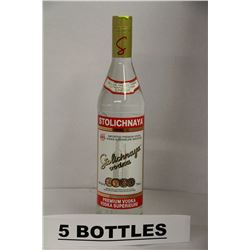 STOLICHNAYA
Stolichnaya
vodka
PREMIUM VODKA
VODKA SUPERIEURE
5 BOTTLES